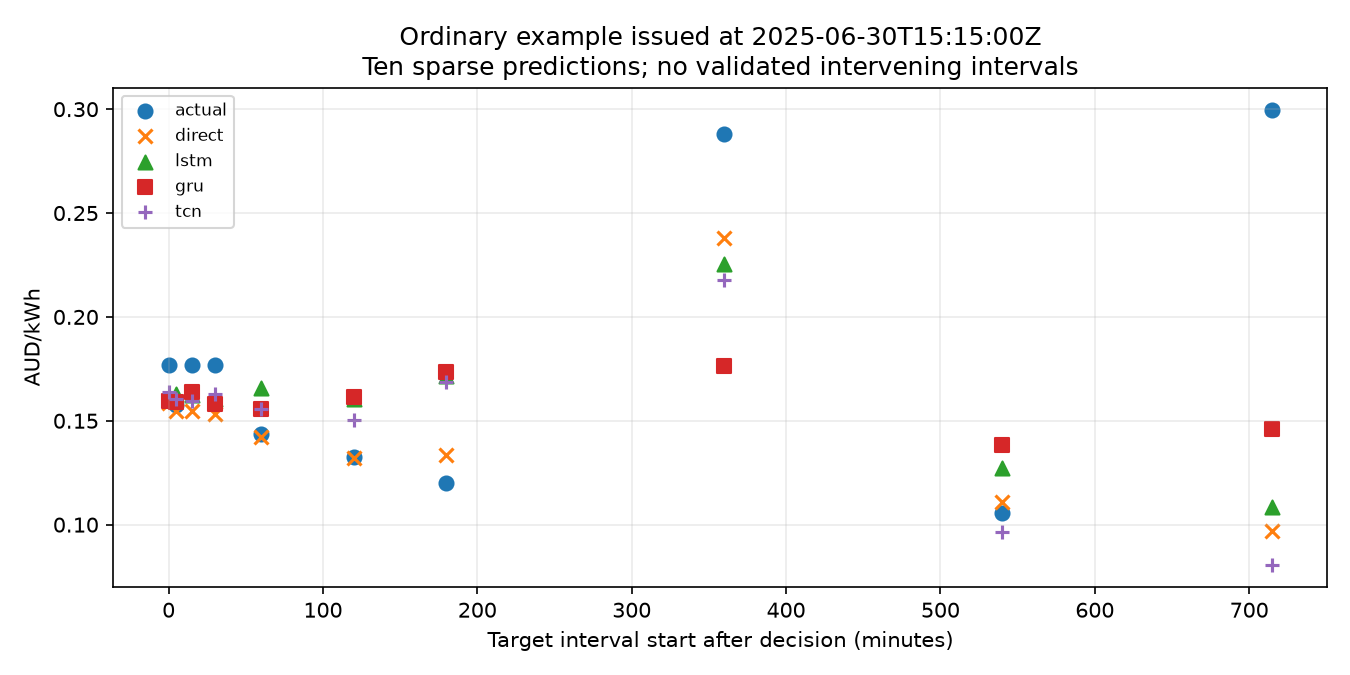 Ordinary example issued at 2025-06-30T15:15:00Z
Ten sparse predictions; no validated intervening intervals
actual
direct
lstm
gru
tcn
AUD/kWh
0.30
0.25
0.20
0.15
0.10
0 100 200 300 400 500 600 700
Target interval start after decision (minutes)